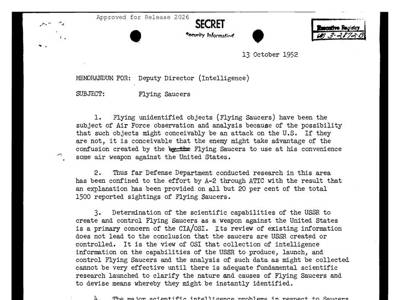 Approved for Release 2026
SECRET
Security Information
Executive Registry
13 October 1952
MEMORANDUM FOR: Deputy Director (Intelligence)
SUBJECT: Flying Saucers
1. Flying unidentified objects (Flying Saucers) have been the
subject of Air Force observation and analysis because of the possibility
that such objects might conceivably be an attack on the U.S. If they
are not, it is conceivable that the enemy might take advantage of the
confusion created by the Flying Saucers to use at his convenience
some air weapon against the United States.
2. Thus far Defense Department conducted research in this area
has been confined to the effort by A-2 through ATIC with the result that
an explanation has been provided on all but 20 per cent of the total
1500 reported sightings of Flying Saucers.
3. Determination of the scientific capabilities of the USSR to
create and control Flying Saucers as a weapon against the United States
is a primary concern of the CIA/OSI. Its review of existing information
does not lead to the conclusion that the saucers are USSR created or
controlled. It is the view of OSI that collection of intelligence
information on the capabilities of the USSR to produce, launch, and
control Flying Saucers and the analysis of such data as might be collected
cannot be very effective until there is adequate fundamental scientific
research launched to clarify the nature and causes of Flying Saucers and
to devise means whereby they might be instantly identified.
4. The major scientific intelligence problems in respect to Saucers